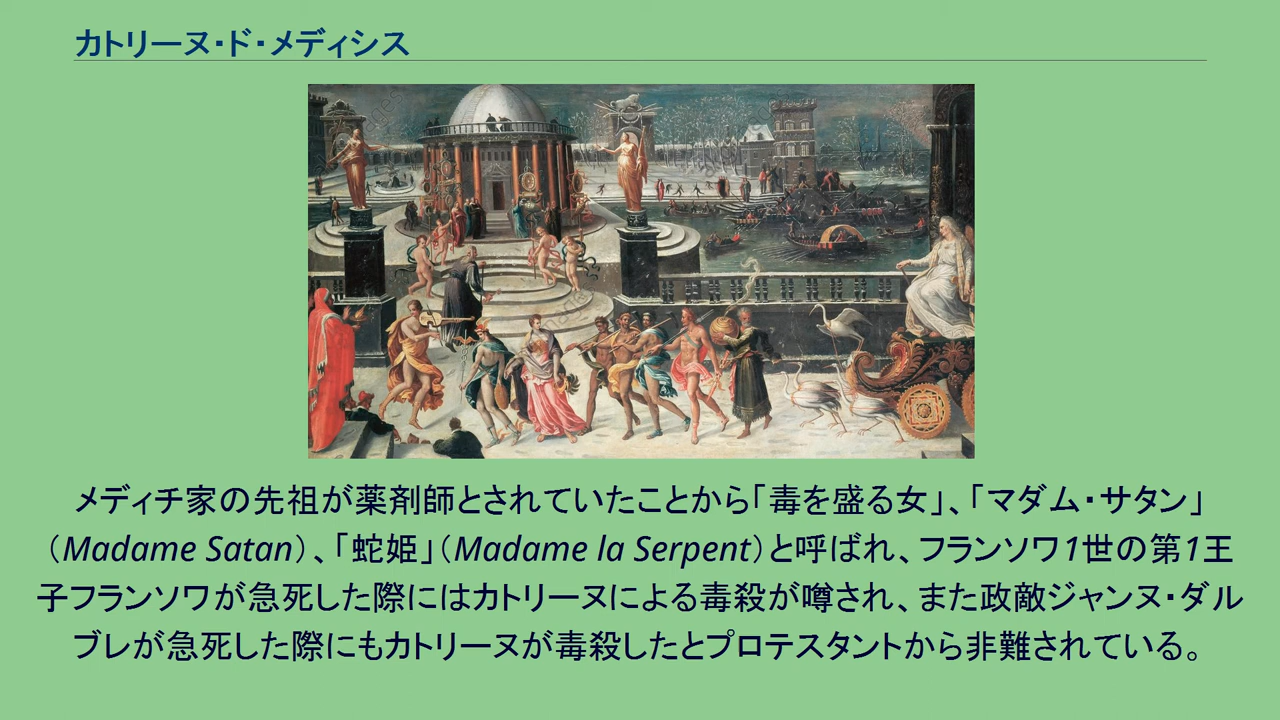 カトリーヌ・ド・メディシス
メディチ家の先祖が薬剤師とされていたことから「毒を盛る女」、「マダム・サタン」
（Madame Satan）、「蛇姫」（Madame la Serpent）と呼ばれ、フランソワ1世の第1王
子フランソワが急死した際にはカトリーヌによる毒殺が噂され、また政敵ジャンヌ・ダル
ブレが急死した際にもカトリーヌが毒殺したとプロテスタントから非難されている。